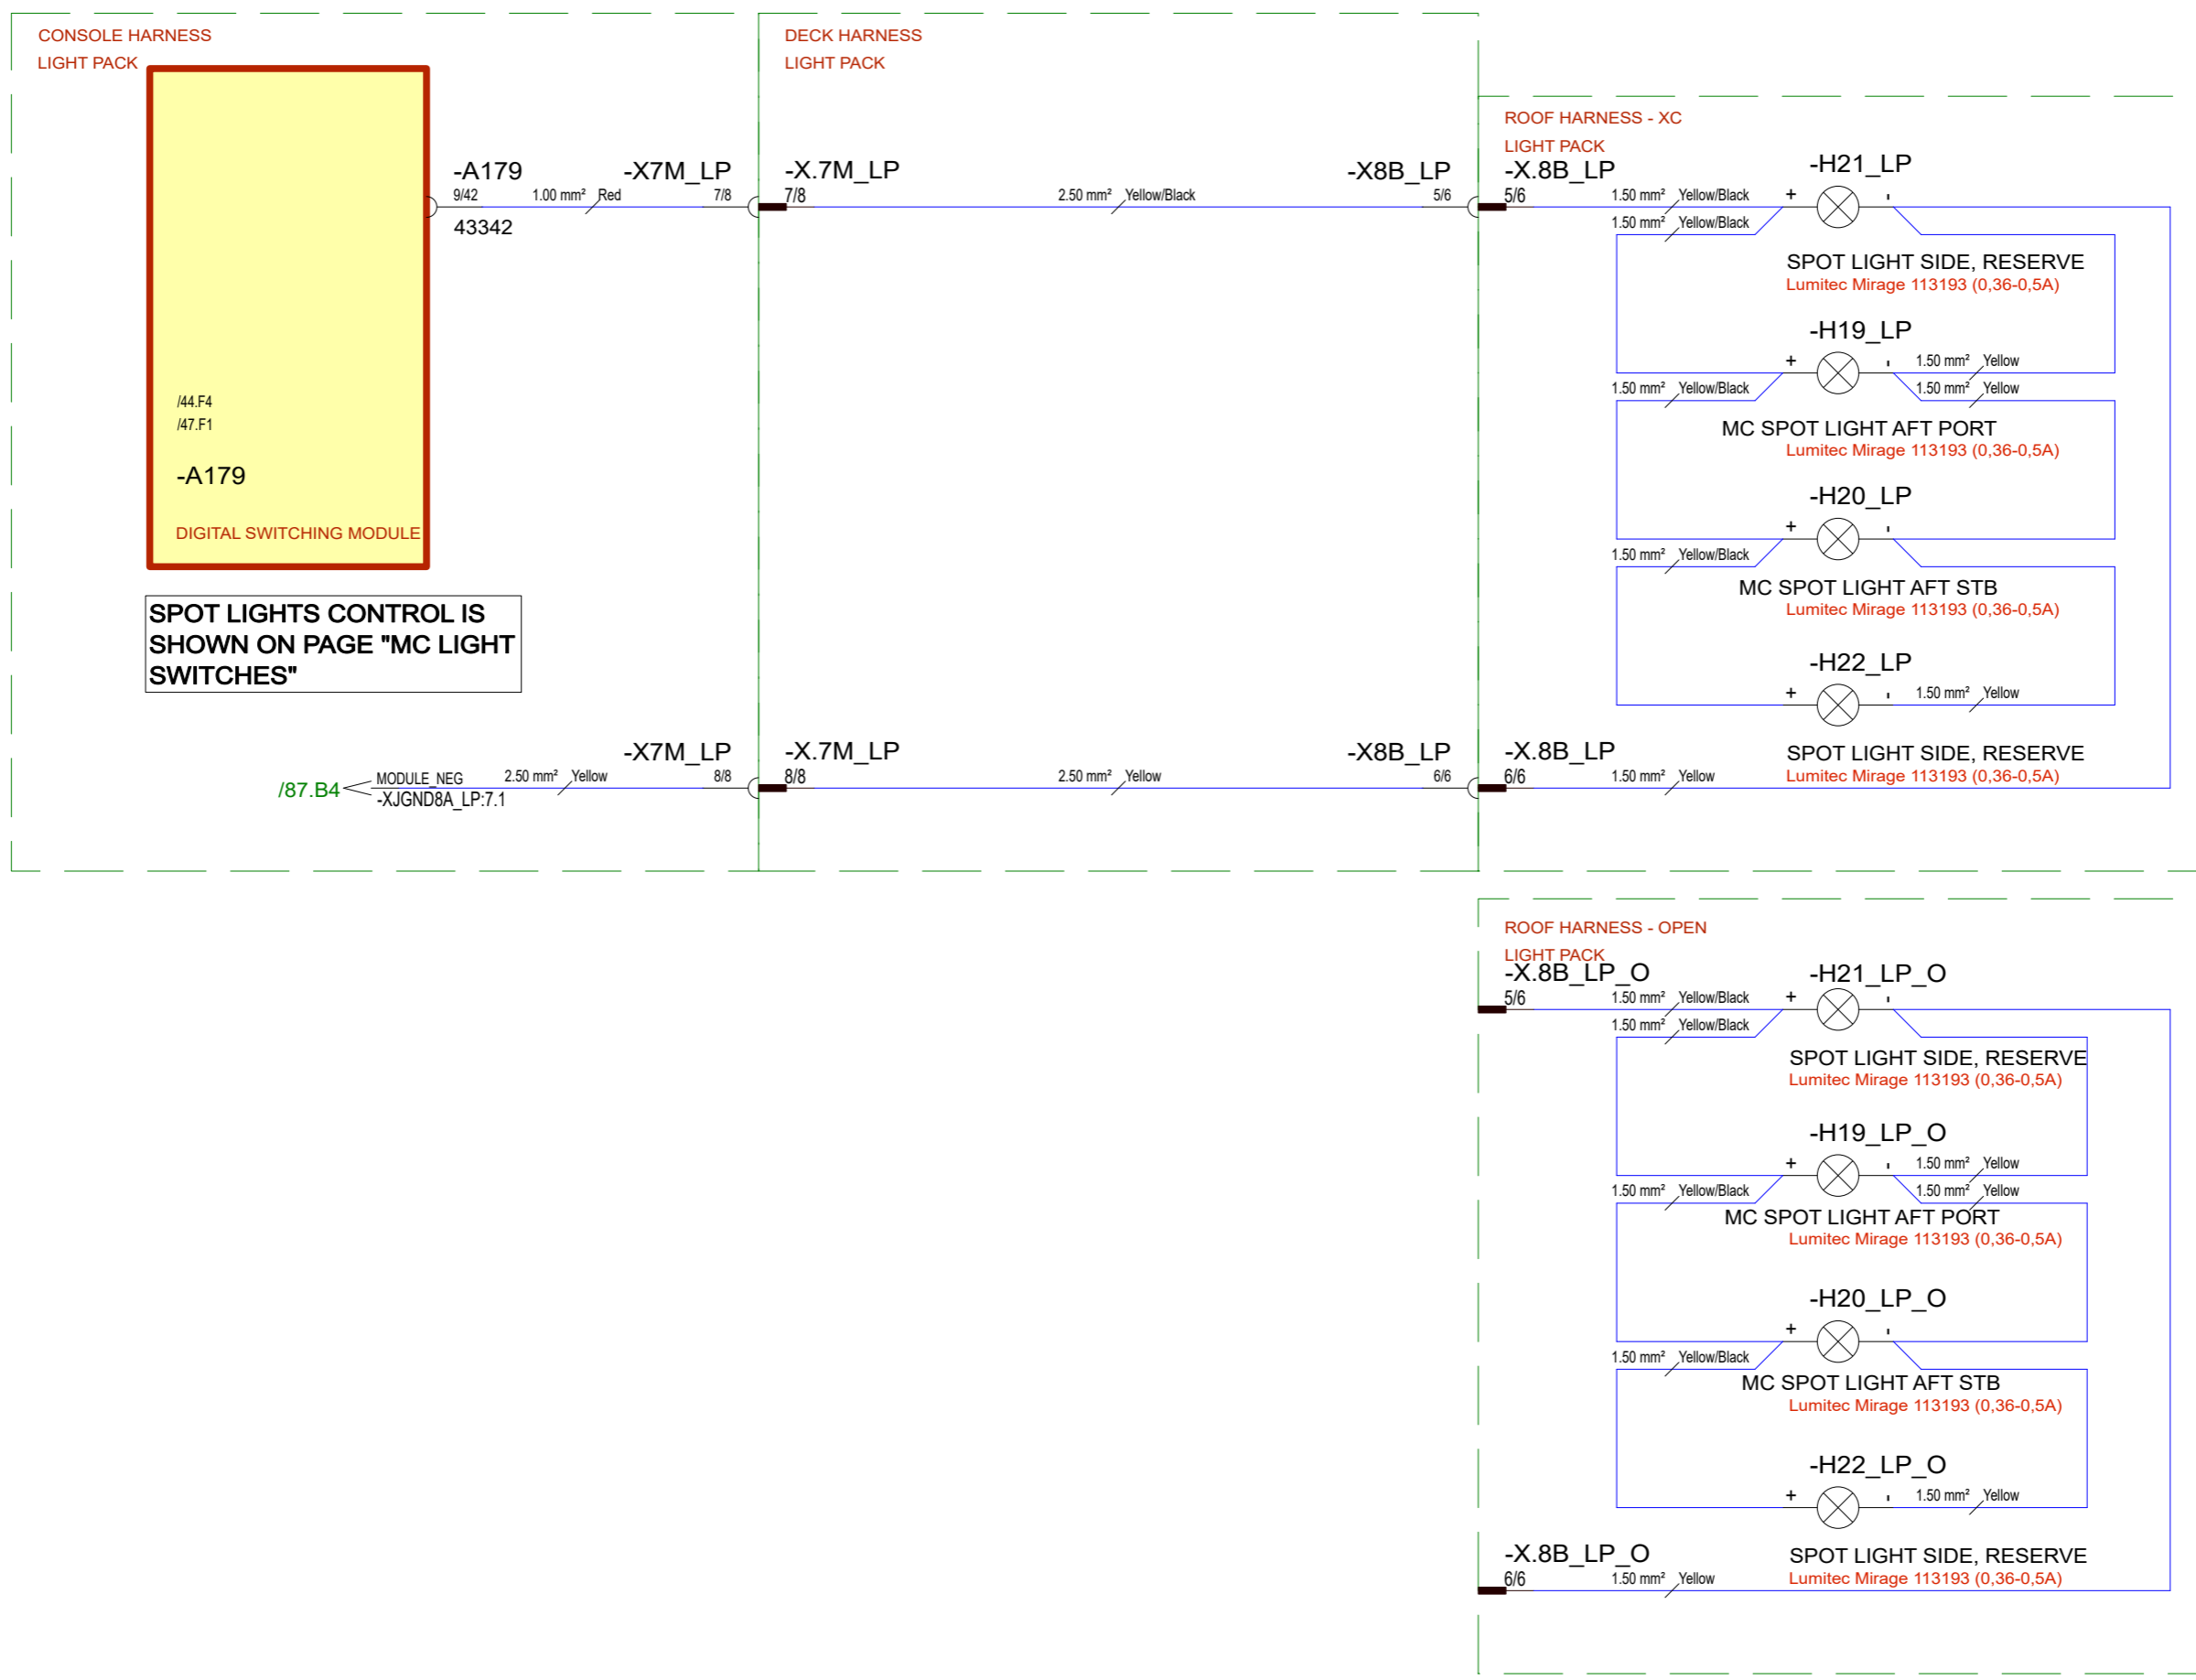 CONSOLE HARNESS
LIGHT PACK
DECK HARNESS
LIGHT PACK
ROOF HARNESS - XC
LIGHT PACK
-A179
9/42
1.00 mm² Red
43342
-X7M_LP
7/8
-X.7M_LP
7/8
2.50 mm² Yellow/Black
-X8B_LP
5/6
-X.8B_LP
5/6
1.50 mm² Yellow/Black
1.50 mm² Yellow/Black
-H21_LP
+ -
SPOT LIGHT SIDE, RESERVE
Lumitec Mirage 113193 (0,36-0,5A)
-H19_LP
+ -
1.50 mm² Yellow
1.50 mm² Yellow/Black
1.50 mm² Yellow
MC SPOT LIGHT AFT PORT
Lumitec Mirage 113193 (0,36-0,5A)
/44.F4
/47.F1
-A179
DIGITAL SWITCHING MODULE
-H20_LP
+ -
1.50 mm² Yellow/Black
MC SPOT LIGHT AFT STB
Lumitec Mirage 113193 (0,36-0,5A)
SPOT LIGHTS CONTROL IS
SHOWN ON PAGE "MC LIGHT
SWITCHES"
-H22_LP
+ -
1.50 mm² Yellow
SPOT LIGHT SIDE, RESERVE
Lumitec Mirage 113193 (0,36-0,5A)
/87.B4
MODULE_NEG
-XJGND8A_LP:7.1
2.50 mm² Yellow
-X7M_LP
8/8
-X.7M_LP
8/8
2.50 mm² Yellow
-X8B_LP
6/6
-X.8B_LP
6/6
1.50 mm² Yellow
ROOF HARNESS - OPEN
LIGHT PACK
-X.8B_LP_O
5/6
1.50 mm² Yellow/Black
1.50 mm² Yellow/Black
-H21_LP_O
+ -
SPOT LIGHT SIDE, RESERVE
Lumitec Mirage 113193 (0,36-0,5A)
-H19_LP_O
+ -
1.50 mm² Yellow
1.50 mm² Yellow/Black
1.50 mm² Yellow
MC SPOT LIGHT AFT PORT
Lumitec Mirage 113193 (0,36-0,5A)
-H20_LP_O
+ -
1.50 mm² Yellow/Black
MC SPOT LIGHT AFT STB
Lumitec Mirage 113193 (0,36-0,5A)
-H22_LP_O
+ -
1.50 mm² Yellow
-X.8B_LP_O
6/6
1.50 mm² Yellow
SPOT LIGHT SIDE, RESERVE
Lumitec Mirage 113193 (0,36-0,5A)